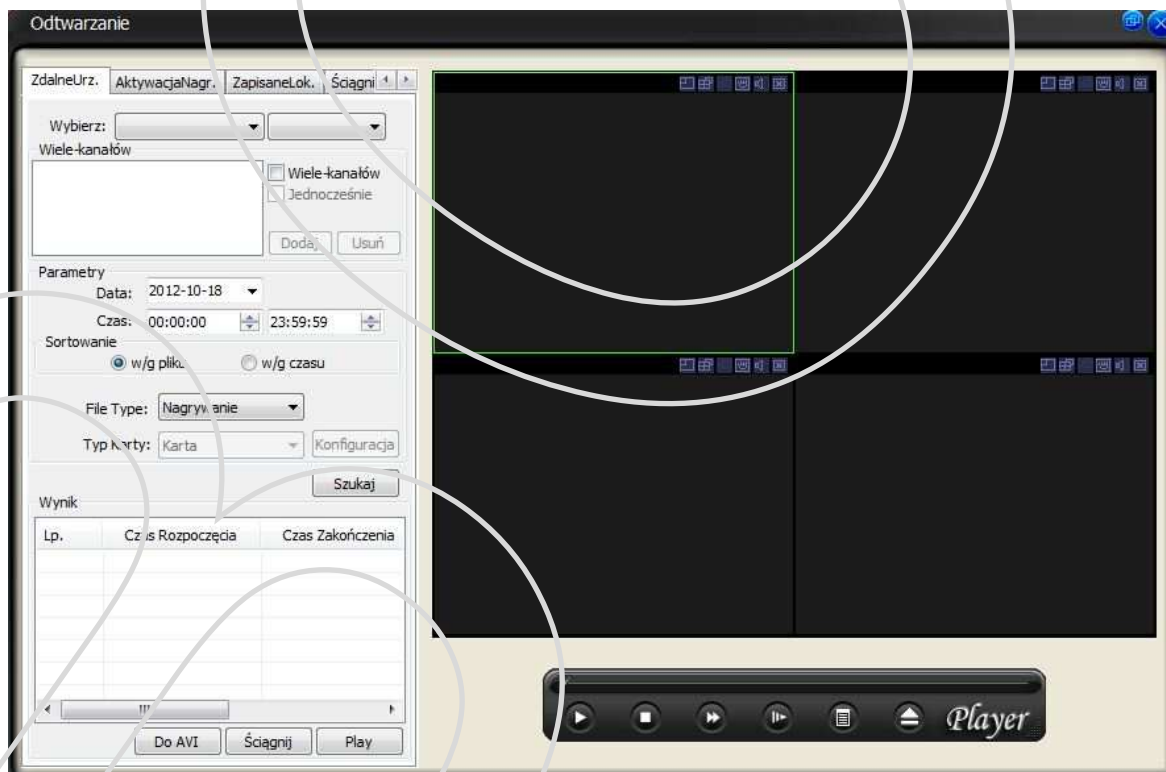 Odtwarzanie
ZdalneUrz. AktywacjaNagr. ZapisaneLok. Ściągni
Wybierz:
Wiele-kanałów
Wiele-kanałów
Jednocześnie
Dodaj Usuń
Parametry
Data: 2012-10-18
Czas: 00:00:00 23:59:59
Sortowanie
w/g pliku w/g czasu
File Type: Nagrywanie
Typ Karty: Karta Konfiguracja
Szukaj
Wynik
Lp. Czas Rozpoczęcia Czas Zakończenia
Do AVI Ściągnij Play
Player